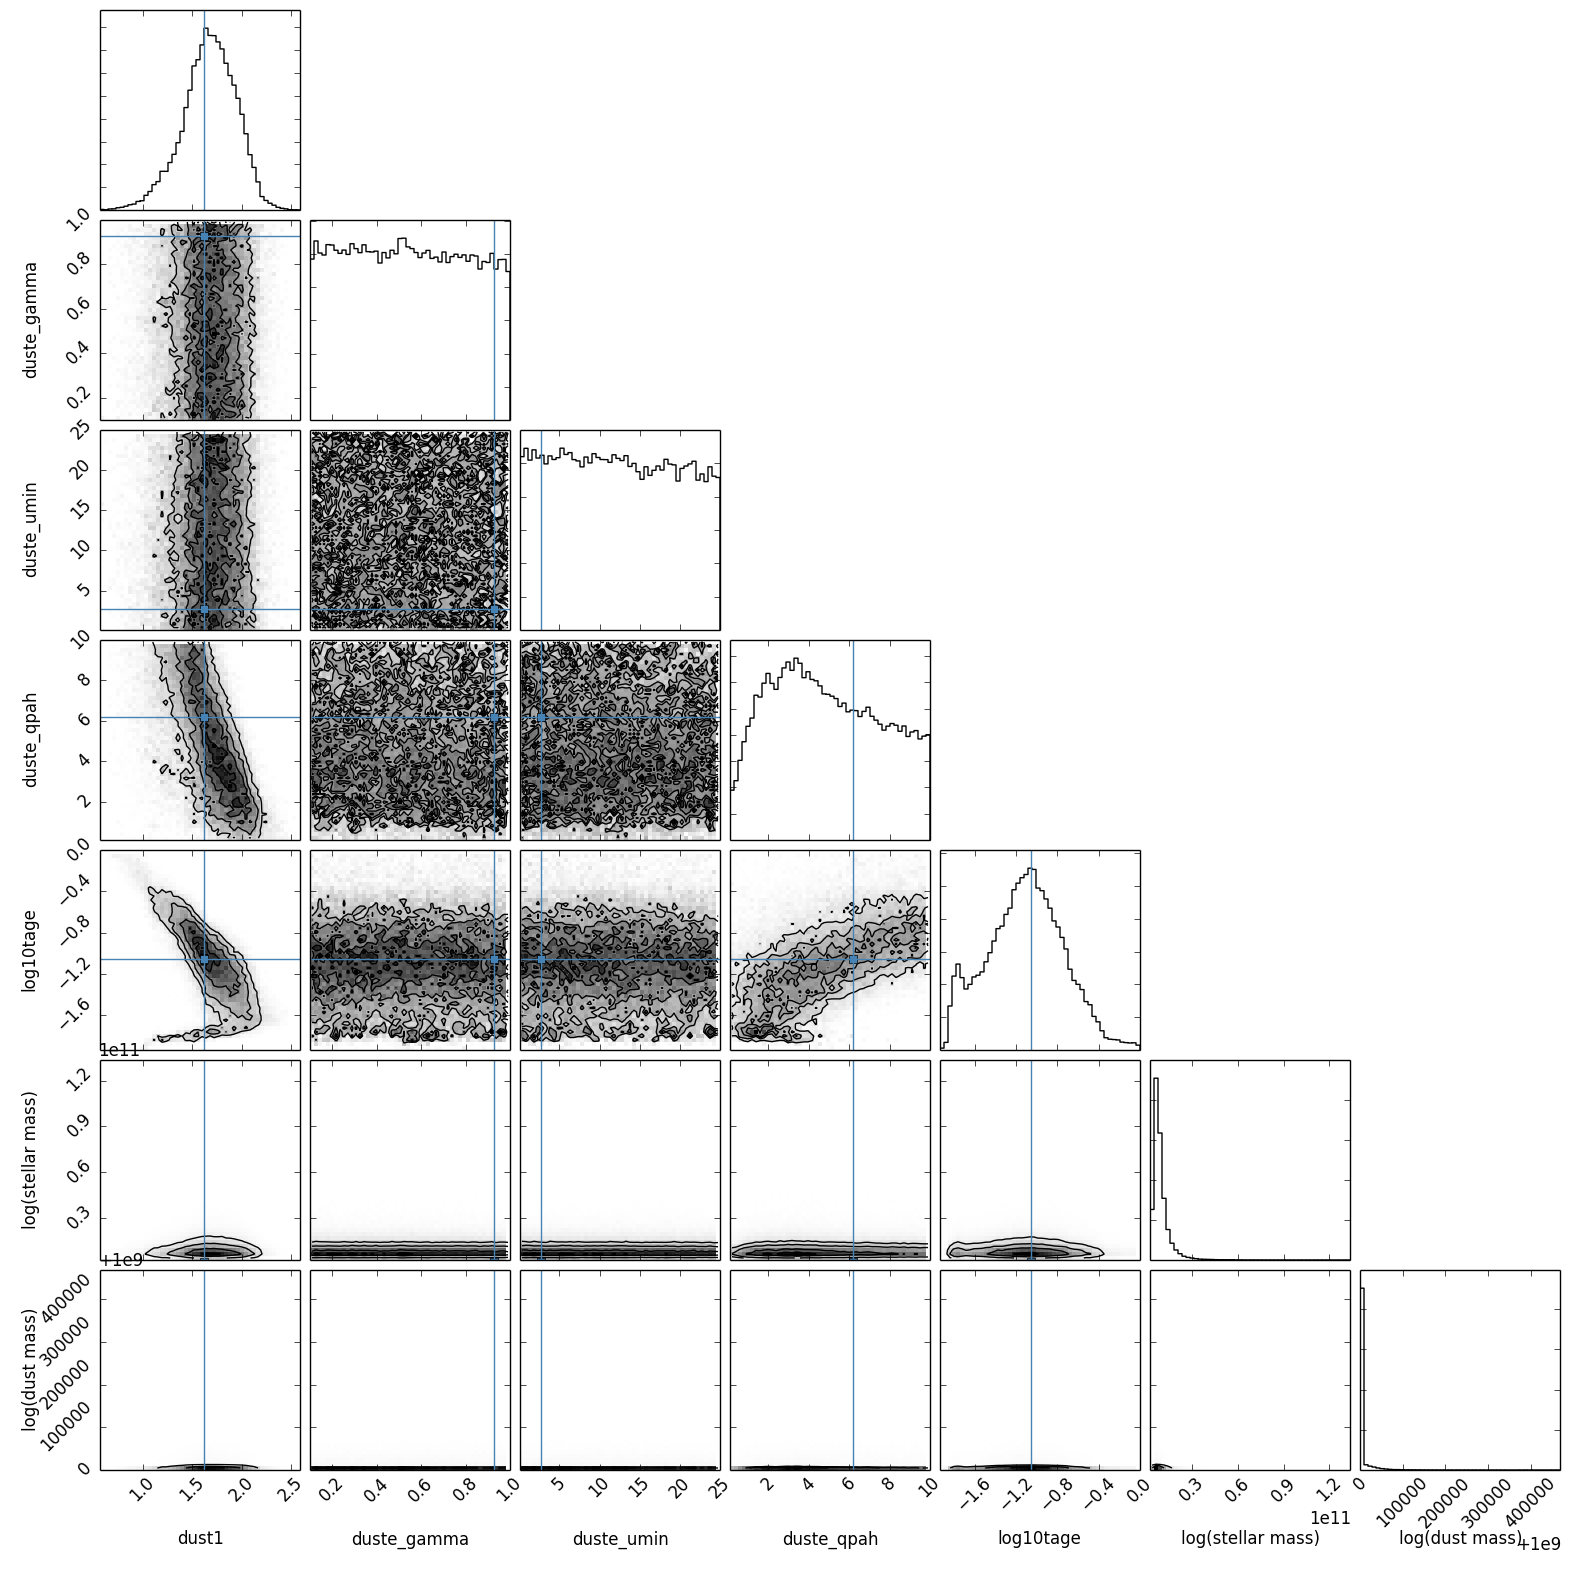 1.0
0.8
0.6
0.4
0.2
duste_gamma
25
20
15
10
5
duste_umin
10
8
6
4
2
0.0
duste_qpah
0.0
−0.4
−0.8
−1.2
−1.6
log10tage
1e11
1.2
0.9
0.6
0.3
log(stellar mass)
+1e9
400000
300000
200000
100000
0
log(dust mass)
1.0 1.5 2.0 2.5
0.2 0.4 0.6 0.8 1.0
5 10 15 20 25
2 4 6 8 10
−1.6 −1.2 −0.8 −0.4 0.0
0.3 0.6 0.9 1.2
1e11
0 100000 200000 300000 400000
+1e9
dust1 duste_gamma duste_umin duste_qpah log10tage log(stellar mass) log(dust mass)